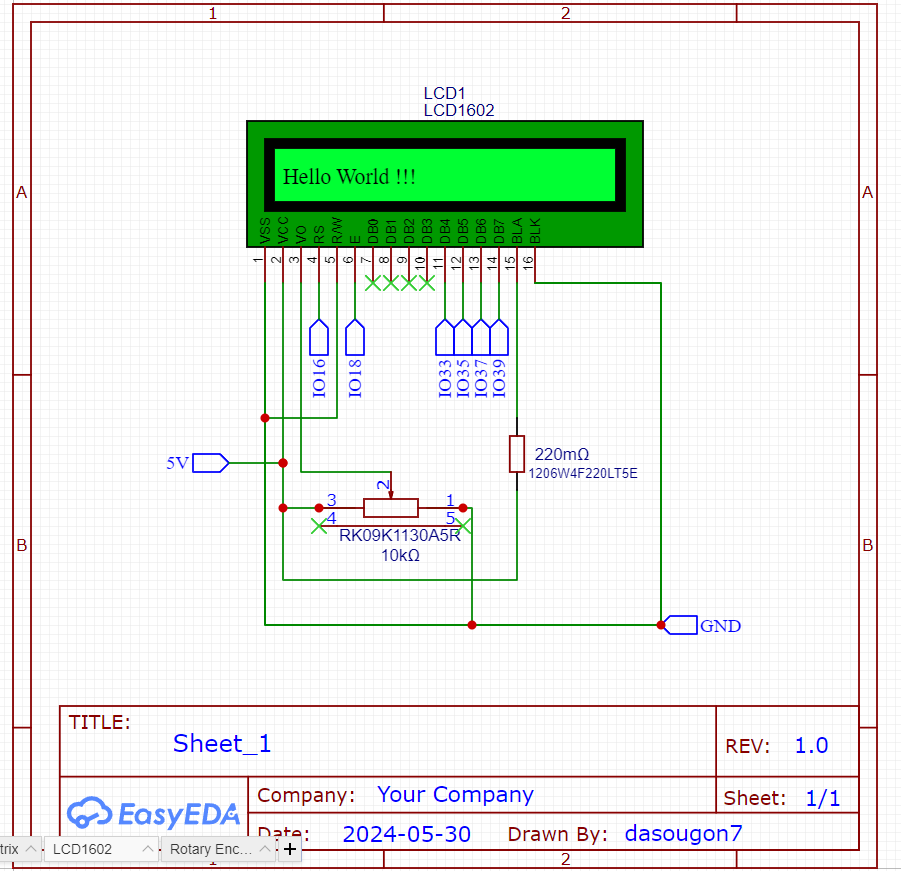 1 2
LCD1
LCD1602
Hello World !!!
A A
VSS VCC VO RS R/W E DB0 DB1 DB2 DB3 DB4 DB5 DB6 DB7 BLA BLK
1 2 3 4 5 6 7 8 9 10 11 12 13 14 15 16
IO16 IO18 IO33 IO35 IO37 IO39
5V
220mΩ
1206W4F220LT5E
2
3 1
4 5
RK09K1130A5R
10kΩ
B B
GND
TITLE:
Sheet_1
REV: 1.0
EasyEDA
Company: Your Company
Sheet: 1/1
Date: 2024-05-30 Drawn By: dasougon7
trix LCD1602 Rotary Enc... +
1 2